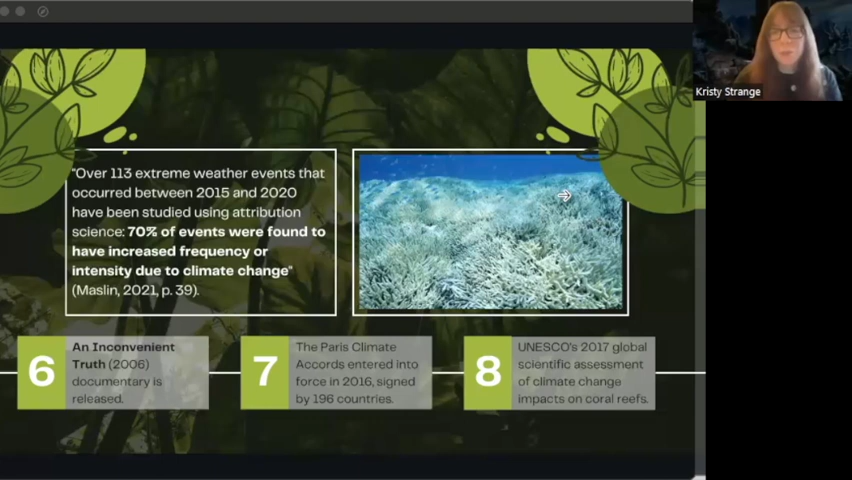 Kristy Strange
"Over 113 extreme weather events that
occurred between 2015 and 2020
have been studied using attribution
science: 70% of events were found to
have increased frequency or
intensity due to climate change"
(Maslin, 2021, p. 39).
6
An Inconvenient
Truth (2006)
documentary is
released.
7
The Paris Climate
Accords entered into
force in 2016, signed
by 196 countries.
8
UNESCO's 2017 global
scientific assessment
of climate change
impacts on coral reefs.